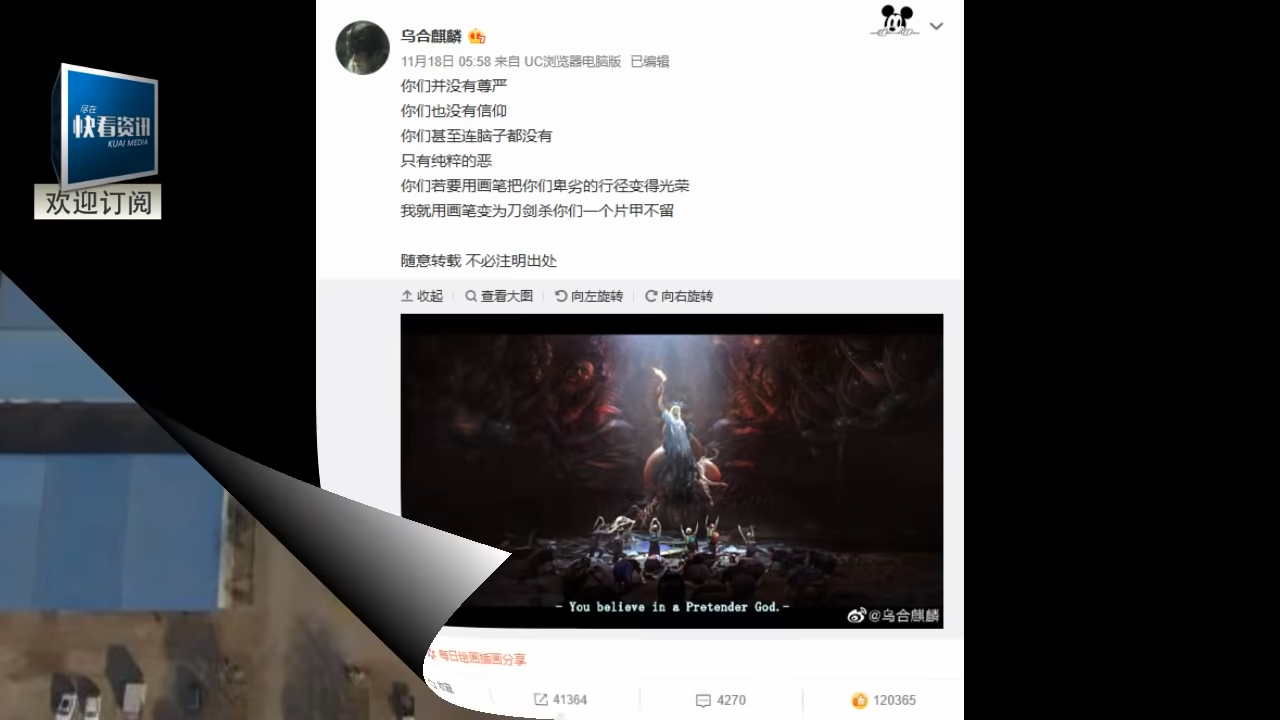 尽在
快看资讯
KUAI MEDIA
欢迎订阅
乌合麒麟
11月18日 05:58 来自 UC浏览器电脑版 已编辑
你们并没有尊严
你们也没有信仰
你们甚至连脑子都没有
只有纯粹的恶
你们若要用画笔把你们卑劣的行径变得光荣
我就用画笔变为刀剑杀你们一个片甲不留
随意转载 不必注明出处
收起 查看大图 向左旋转 向右旋转
- You believe in a Pretender God.-
@乌合麒麟
每日绘画插画分享
收藏 41364 4270 120365